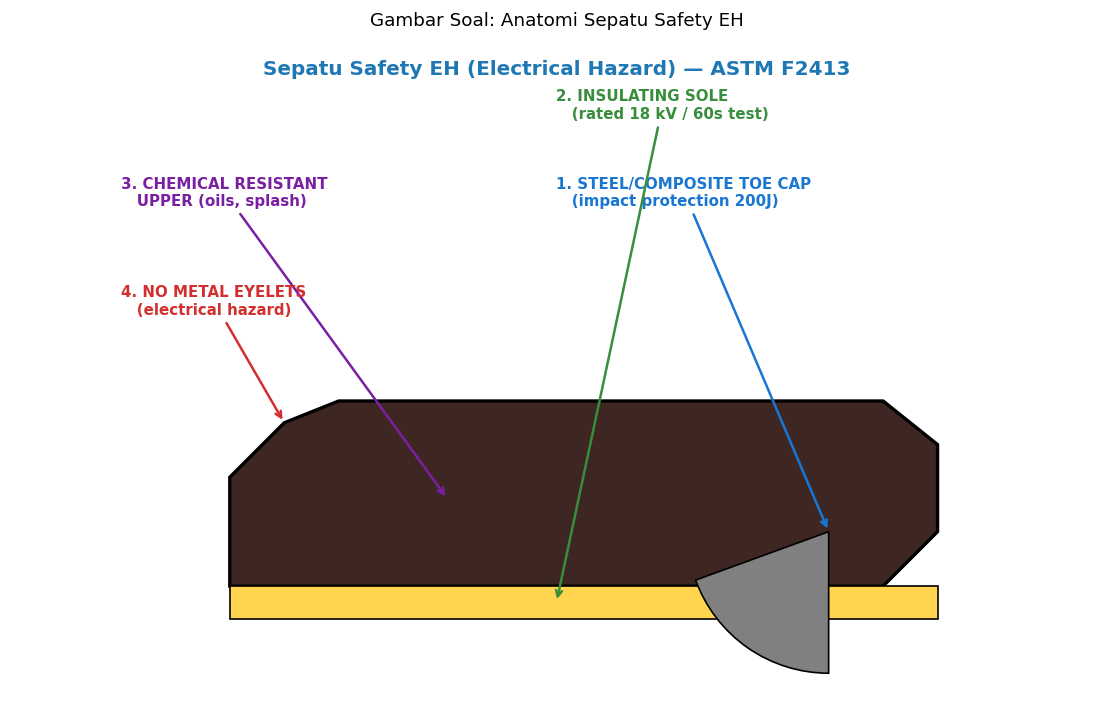 Gambar Soal: Anatomi Sepatu Safety EH
Sepatu Safety EH (Electrical Hazard) — ASTM F2413
2. INSULATING SOLE
(rated 18 kV / 60s test)
3. CHEMICAL RESISTANT
UPPER (oils, splash)
1. STEEL/COMPOSITE TOE CAP
(impact protection 200J)
4. NO METAL EYELETS
(electrical hazard)